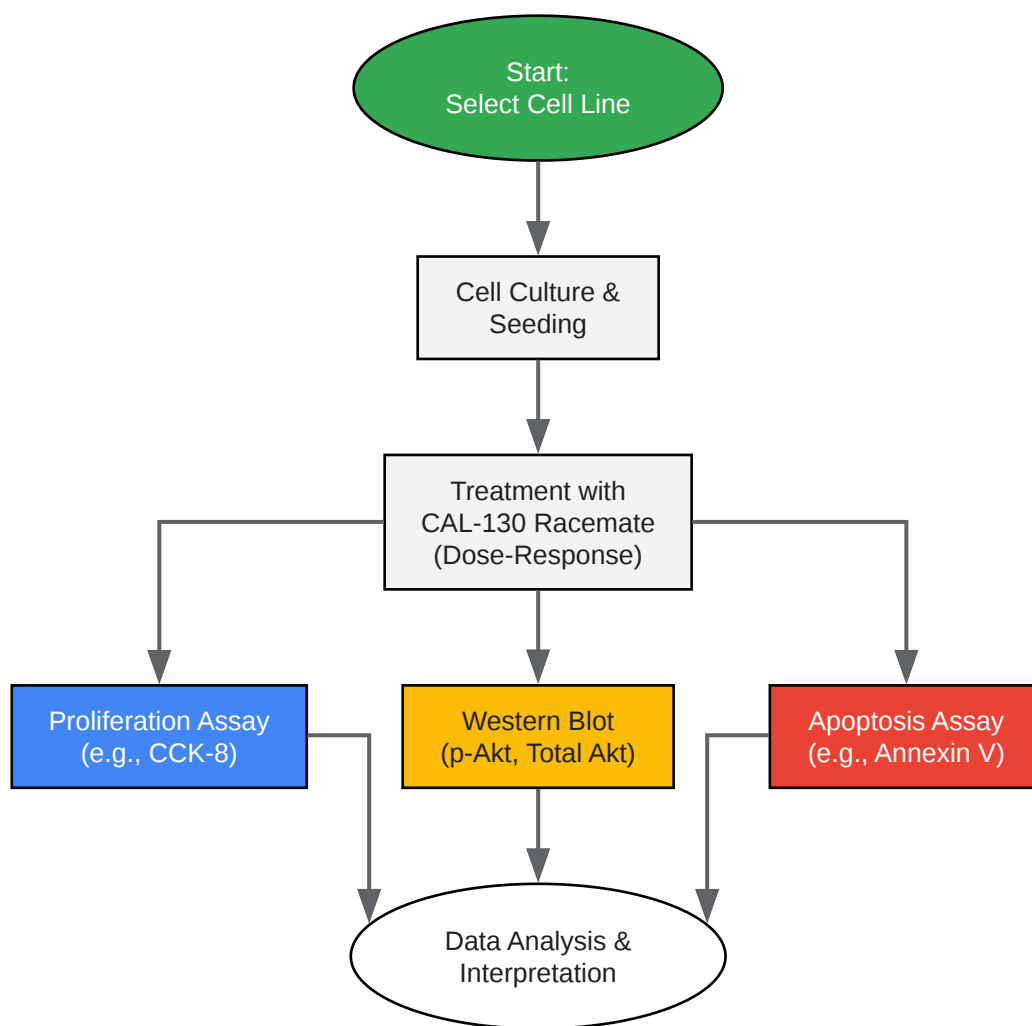 Start:
Select Cell Line
Cell Culture &
Seeding
Treatment with
CAL-130 Racemate
(Dose-Response)
Proliferation Assay
(e.g., CCK-8)
Western Blot
(p-Akt, Total Akt)
Apoptosis Assay
(e.g., Annexin V)
Data Analysis &
Interpretation